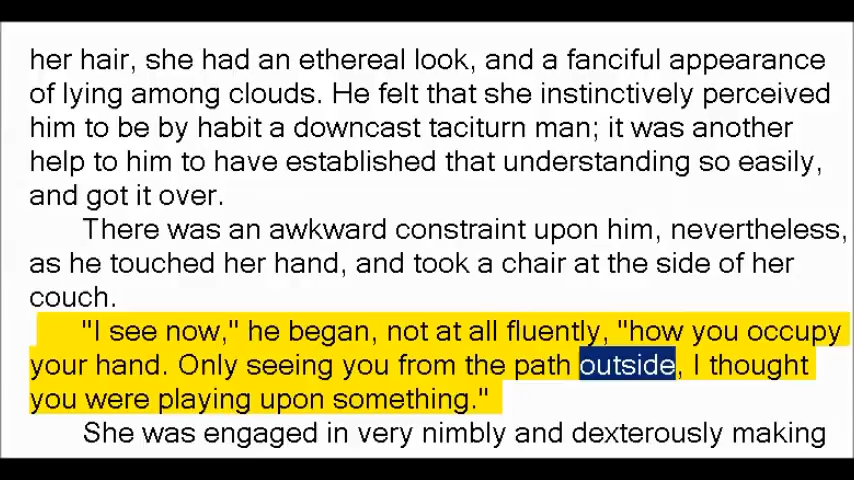 her hair, she had an ethereal look, and a fanciful appearance
of lying among clouds. He felt that she instinctively perceived
him to be by habit a downcast taciturn man; it was another
help to him to have established that understanding so easily,
and got it over.
There was an awkward constraint upon him, nevertheless,
as he touched her hand, and took a chair at the side of her
couch.
"I see now," he began, not at all fluently, "how you occupy
your hand. Only seeing you from the path outside, I thought
you were playing upon something."
She was engaged in very nimbly and dexterously making